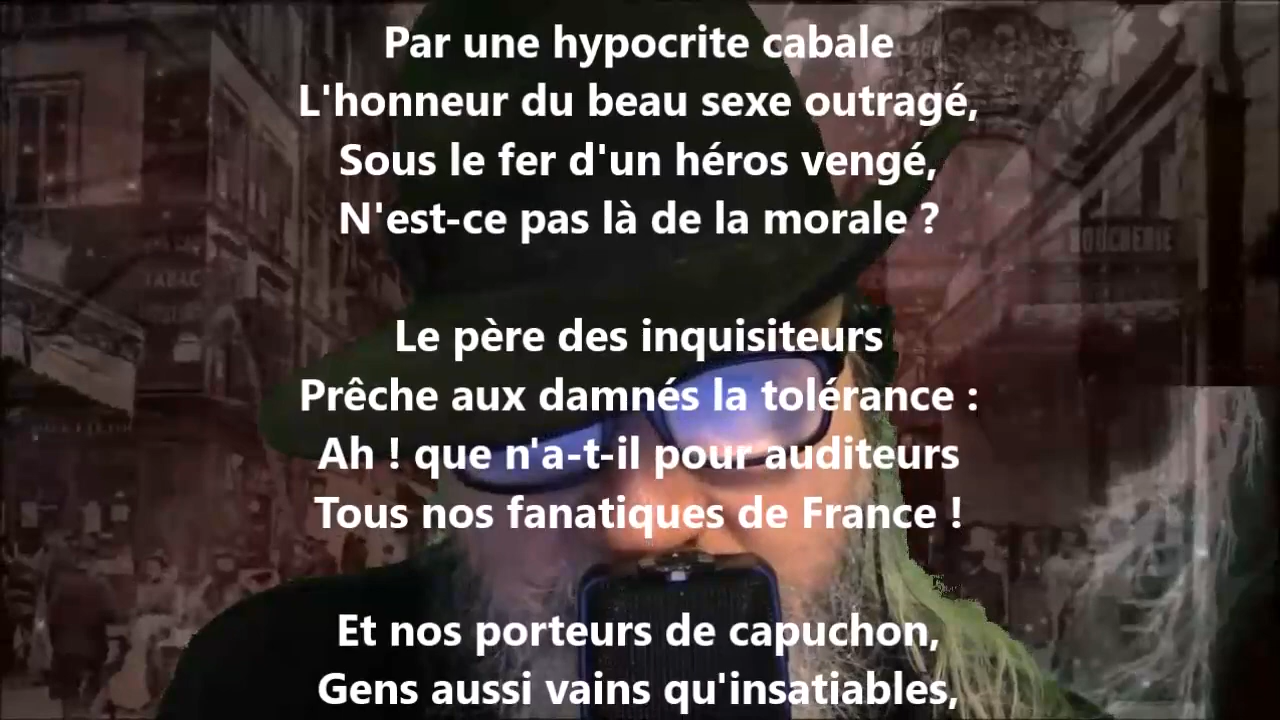 Par une hypocrite cabale
L'honneur du beau sexe outragé,
Sous le fer d'un héros vengé,
N'est-ce pas là de la morale ?
Le père des inquisiteurs
Prêche aux damnés la tolérance :
Ah ! que n'a-t-il pour auditeurs
Tous nos fanatiques de France !
Et nos porteurs de capuchon,
Gens aussi vains qu'insatiables,
TABAC
BOUCHERIE